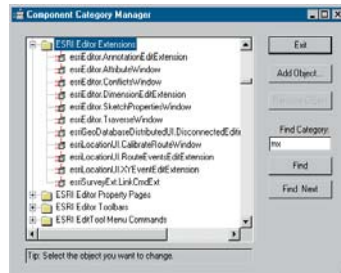 Component Category Manager
ESRI Editor Extensions
esriEditor.AnnotationEditExtension
esriEditor.AttributeWindow
esriEditor.ConflictsWindow
esriEditor.DimensionEditExtension
esriEditor.SketchPropertiesWindow
esriEditor.TraverseWindow
esriGeoDatabaseDistributedUI.DisconnectedEdit
esriLocationUI.CalibrateRouteWindow
esriLocationUI.RouteEventsEditExtension
esriLocationUI.XYEventEditExtension
esriSurveyExt.LinkCmdExt
ESRI Editor Property Pages
ESRI Editor Toolbars
ESRI EditTool Menu Commands
Exit
Add Object...
Remove Object
Find Category:
mx
Find
Find Next
Tip: Select the object you want to change.